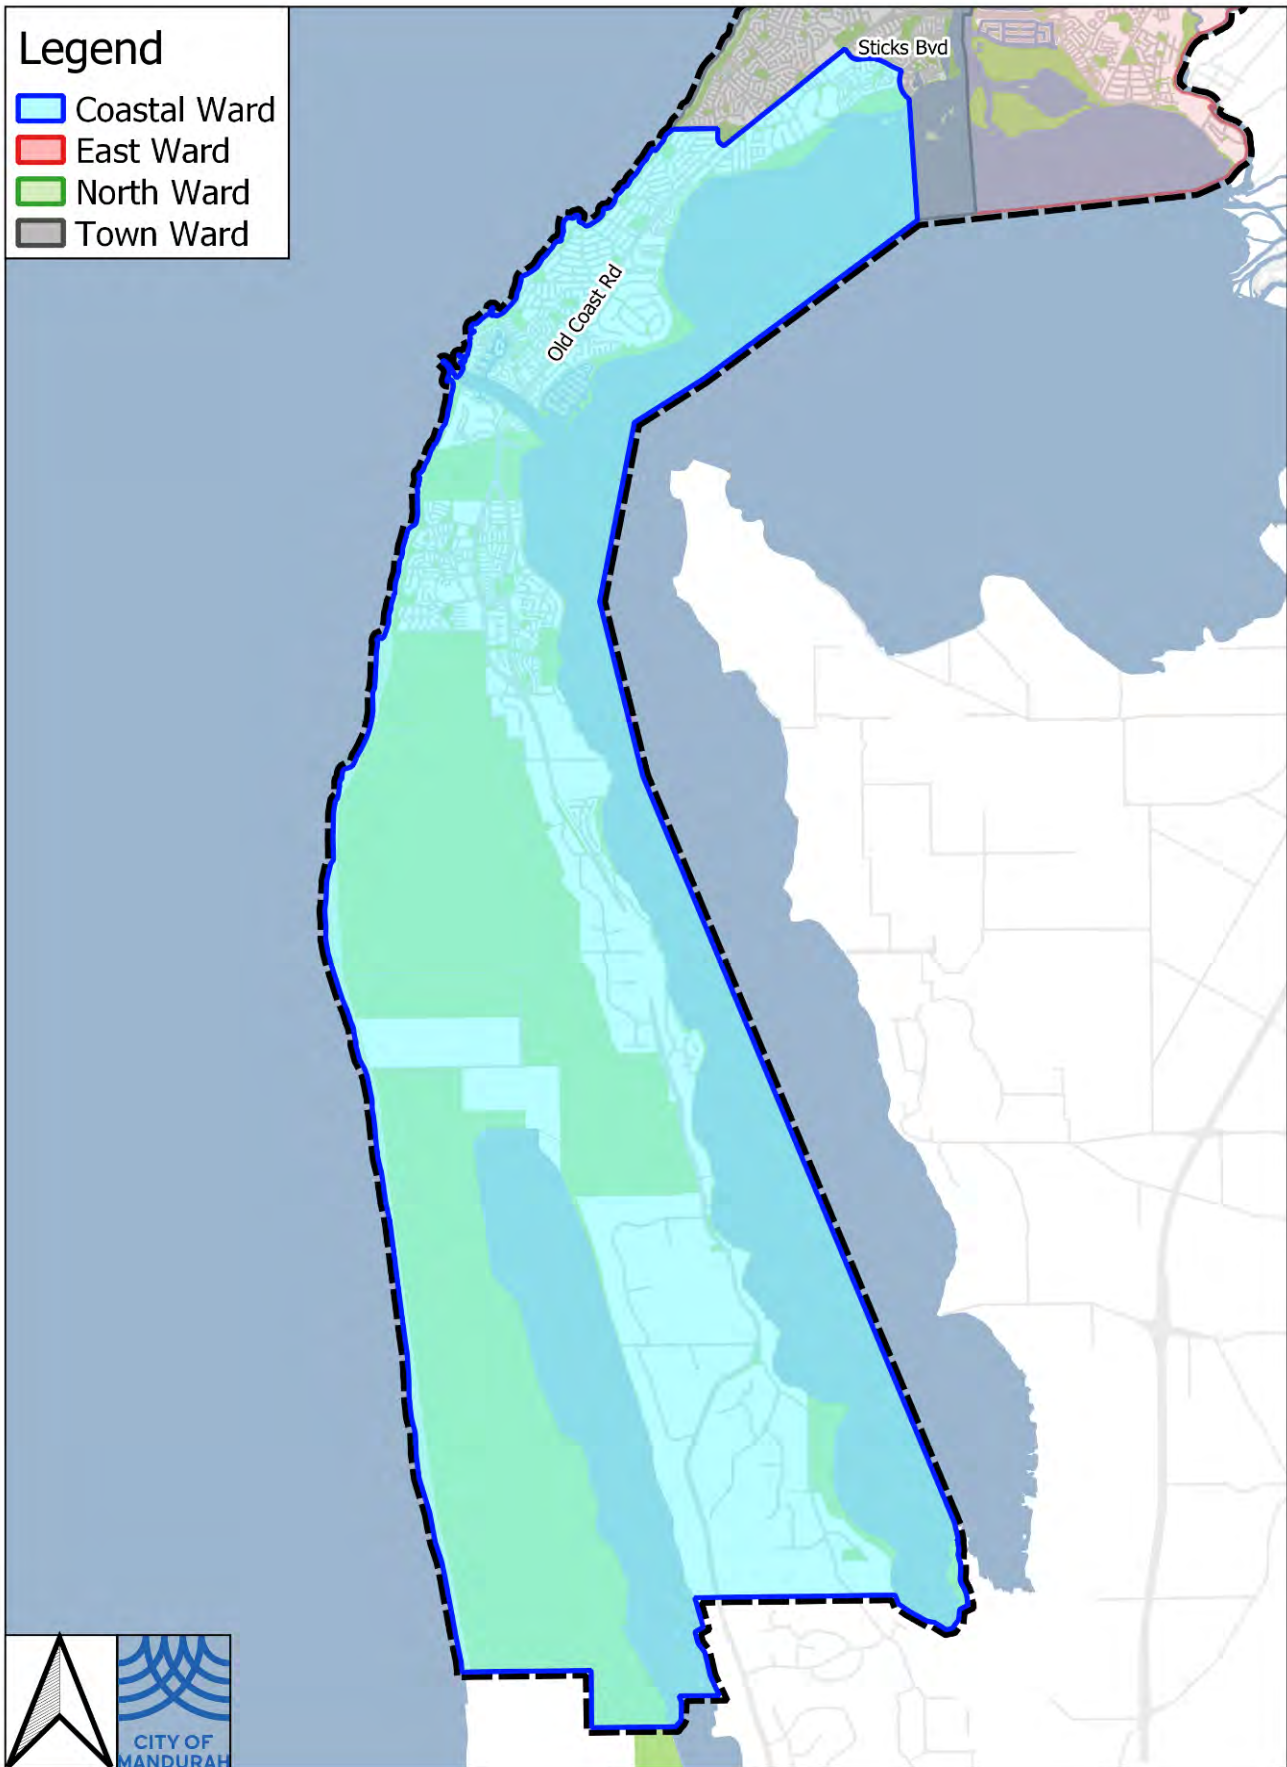 Legend
Coastal Ward
East Ward
North Ward
Town Ward
Sticks Bvd
Old Coast Rd
CITY OF
MANDURAH